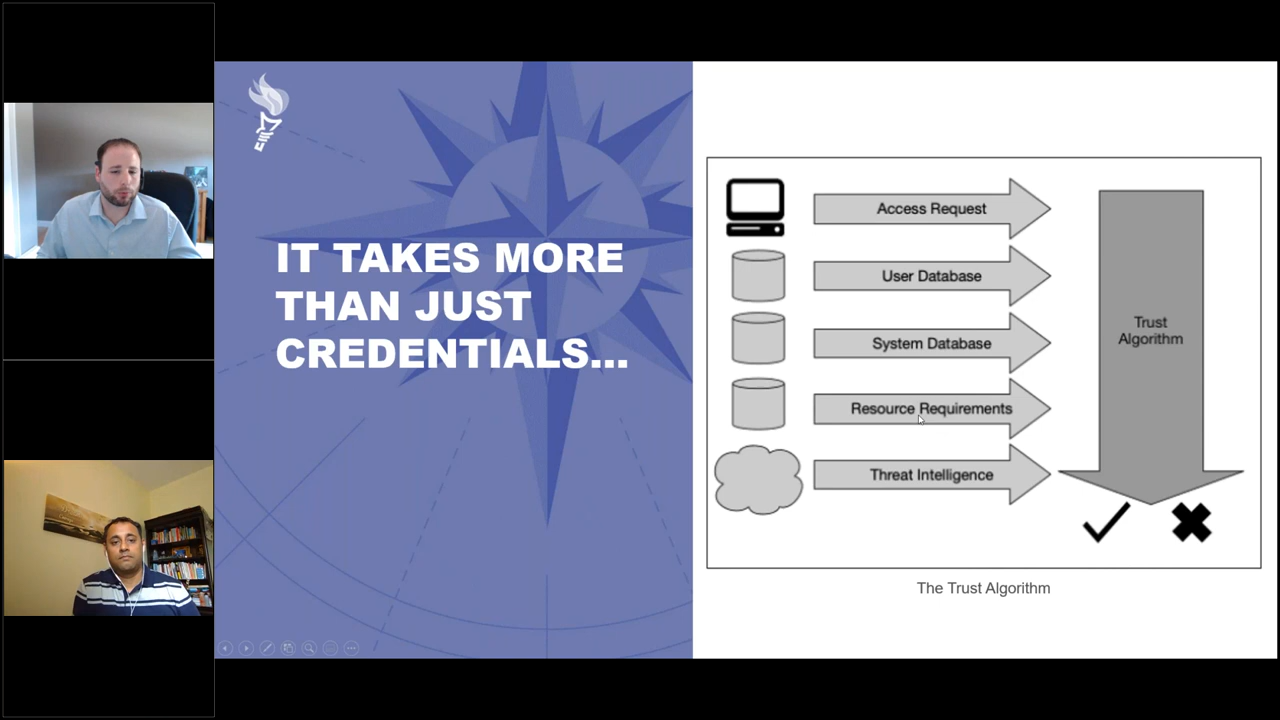 IT TAKES MORE
THAN JUST
CREDENTIALS...
Access Request
User Database
System Database
Resource Requirements
Threat Intelligence
Trust
Algorithm
The Trust Algorithm